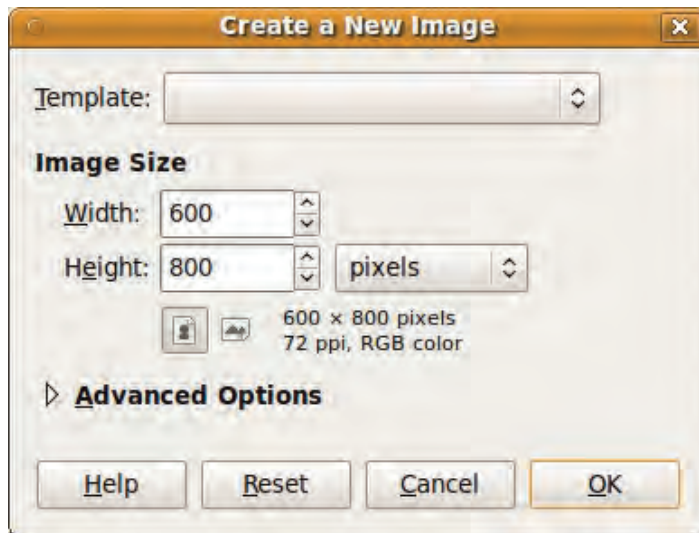 Create a New Image
Template:
Image Size
Width: 600
Height: 800 pixels
600 × 800 pixels
72 ppi, RGB color
Advanced Options
Help Reset Cancel OK